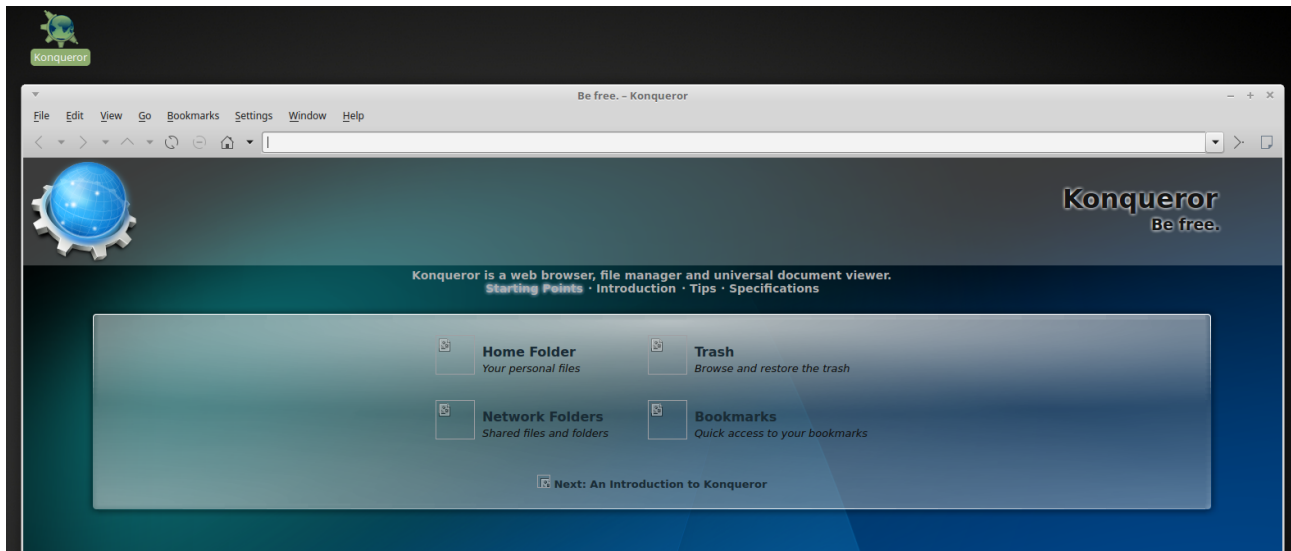 Konqueror
Be free. – Konqueror
File Edit View Go Bookmarks Settings Window Help
Konqueror
Be free.
Konqueror is a web browser, file manager and universal document viewer.
Starting Points · Introduction · Tips · Specifications
Home Folder
Your personal files
Trash
Browse and restore the trash
Network Folders
Shared files and folders
Bookmarks
Quick access to your bookmarks
Next: An Introduction to Konqueror